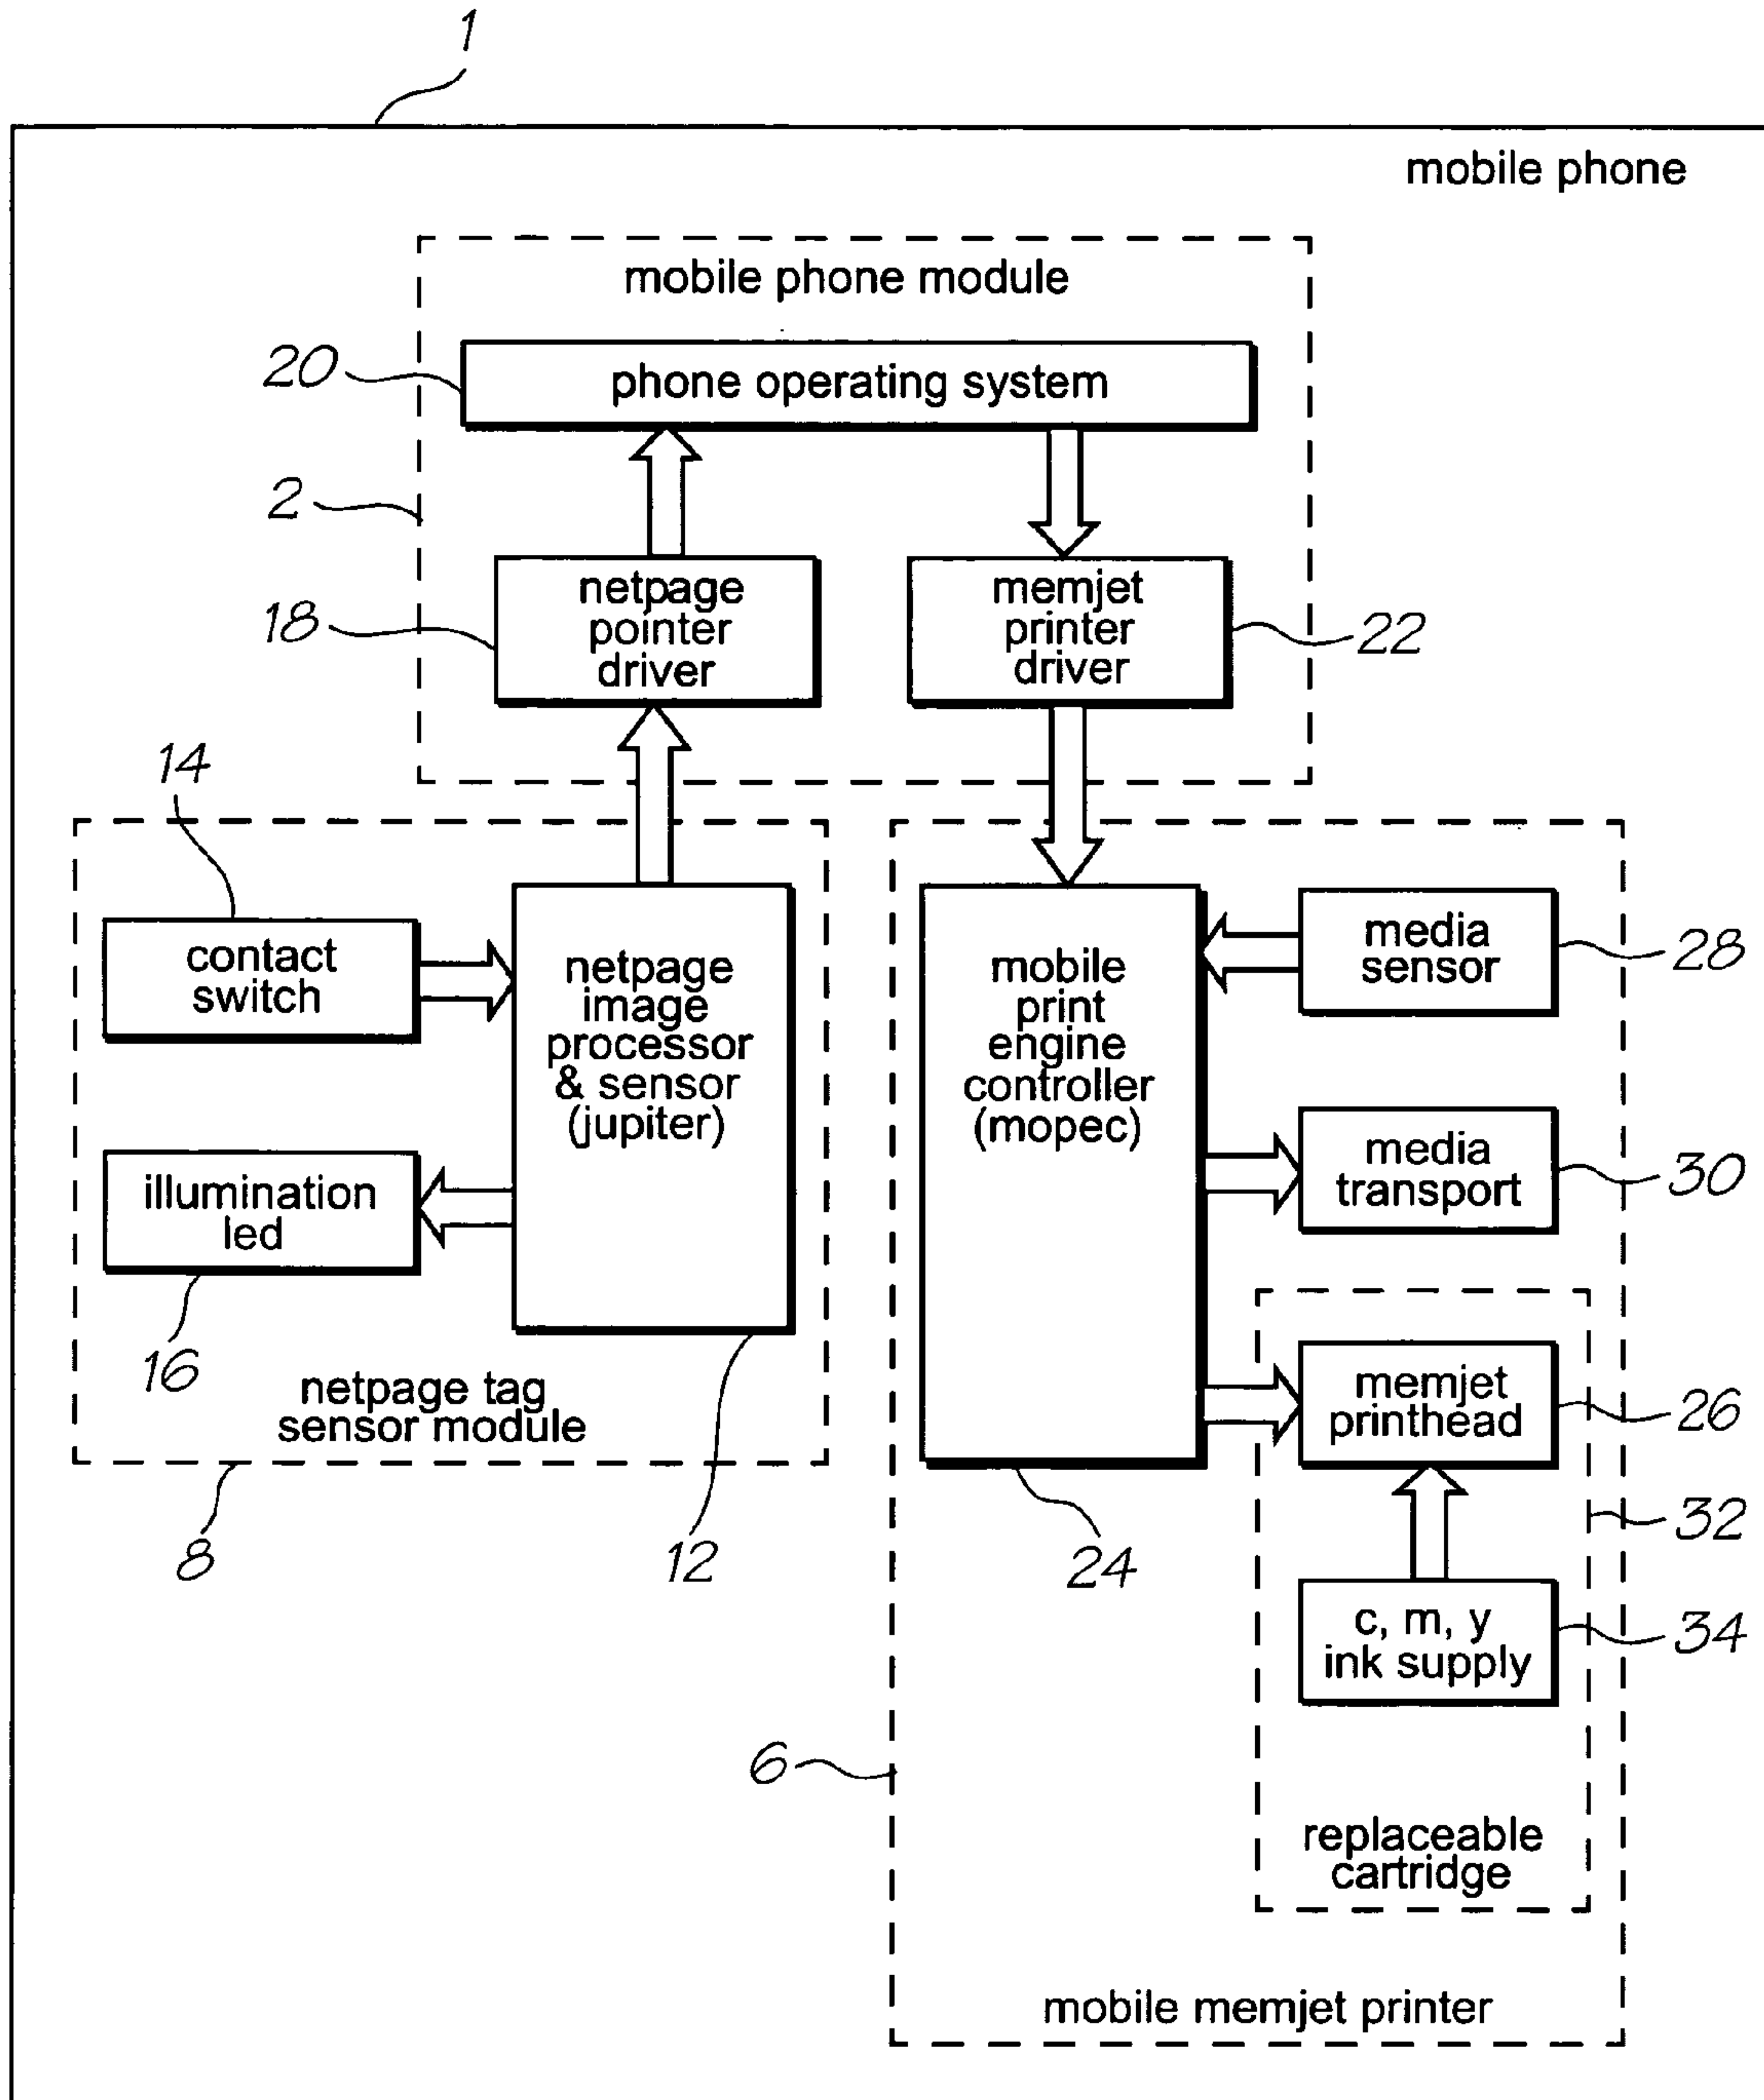 1
mobile phone
mobile phone module
20
phone operating system
2
18
netpage
pointer
driver
memjet
printer
driver
22
14
contact
switch
netpage
image
processor
& sensor
(jupiter)
illumination
led
16
netpage tag
sensor module
8
12
mobile
print
engine
controller
(mopec)
media
sensor
28
media
transport
30
memjet
printhead
26
24
32
c, m, y
ink supply
34
6
replaceable
cartridge
mobile memjet printer